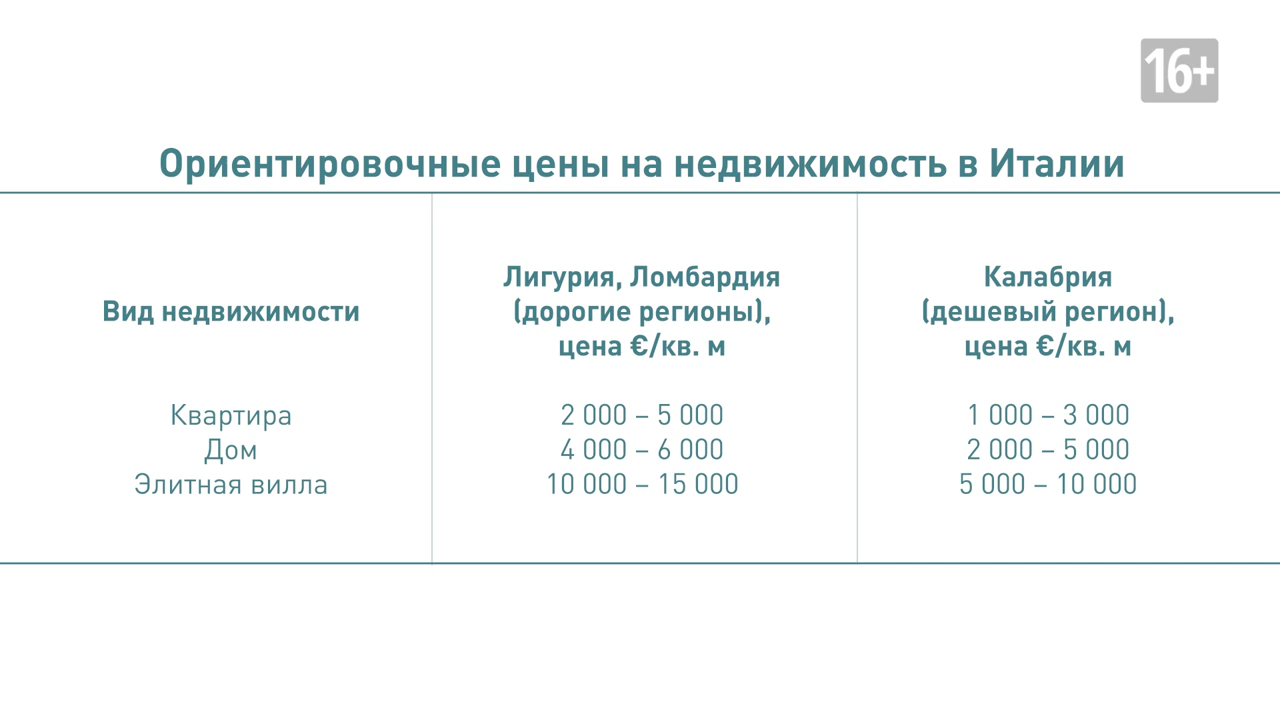 16+
Ориентировочные цены на недвижимость в Италии
Вид недвижимости
Лигурия, Ломбардия
(дорогие регионы),
цена €/кв. м
Калабрия
(дешевый регион),
цена €/кв. м
Квартира 2 000 – 5 000 1 000 – 3 000
Дом 4 000 – 6 000 2 000 – 5 000
Элитная вилла 10 000 – 15 000 5 000 – 10 000